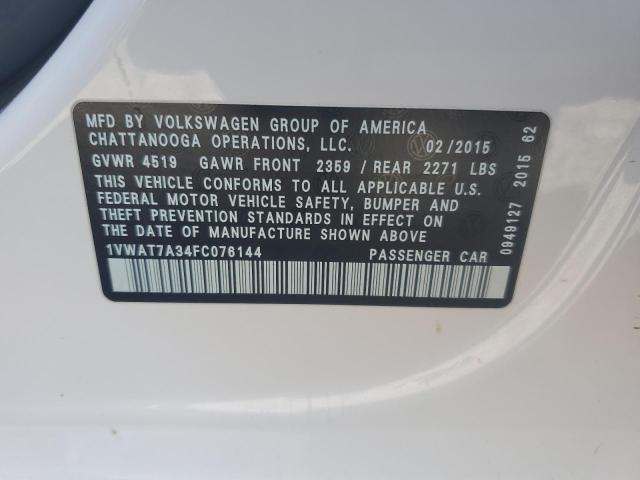 MFD BY VOLKSWAGEN GROUP OF AMERICA
CHATTANOOGA OPERATIONS, LLC. 02/2015
GVWR 4519 GAWR FRONT 2359 / REAR 2271 LBS
THIS VEHICLE CONFORMS TO ALL APPLICABLE U.S.
FEDERAL MOTOR VEHICLE SAFETY, BUMPER AND
THEFT PREVENTION STANDARDS IN EFFECT ON
THE DATE OF MANUFACTURE SHOWN ABOVE
1VWAT7A34FC076144 PASSENGER CAR
0949127 2015 62